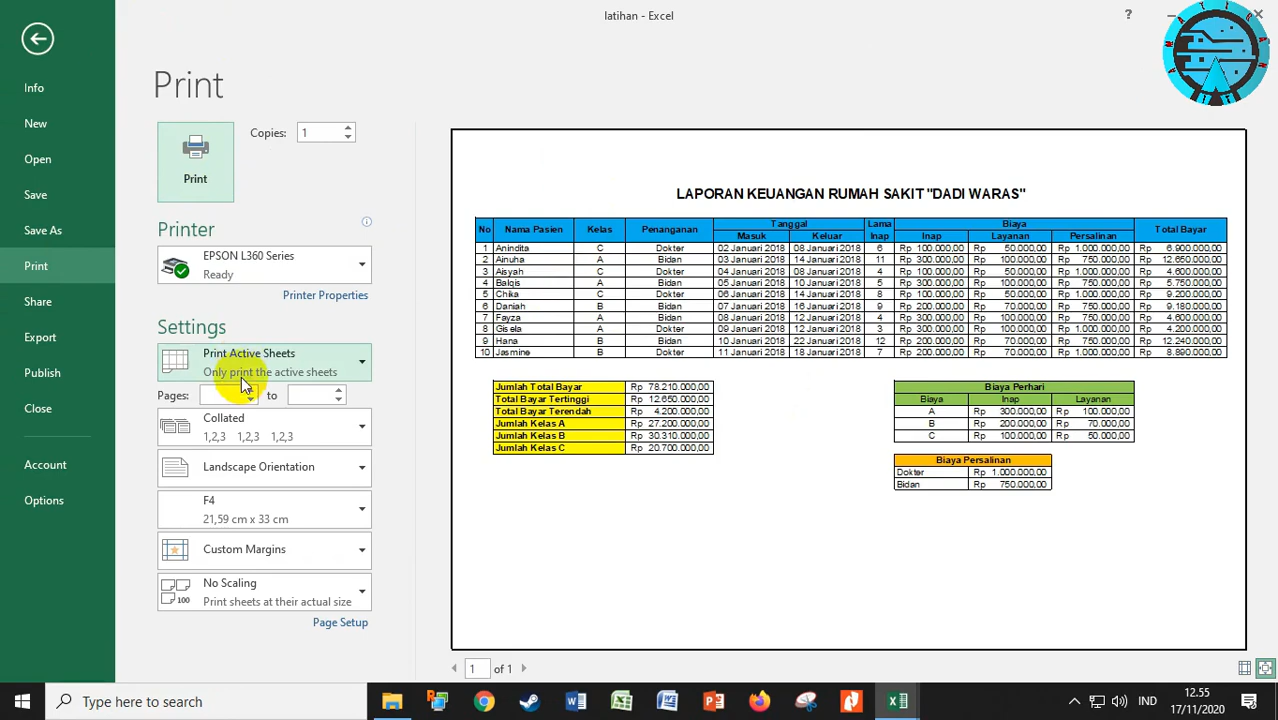 latihan - Excel
?
Info
New
Open
Save
Save As
Print
Share
Export
Publish
Close
Account
Options
Print
Print
Copies: 1
Printer
EPSON L360 Series
Ready
Printer Properties
Settings
Print Active Sheets
Only print the active sheets
Pages: to
Collated
1,2,3 1,2,3 1,2,3
Landscape Orientation
F4
21,59 cm x 33 cm
Custom Margins
No Scaling
Print sheets at their actual size
100
Page Setup
LAPORAN KEUANGAN RUMAH SAKIT "DADI WARAS"
No Nama Pasien Kelas Penanganan Tanggal Lama Inap Biaya Total Bayar
Masuk Keluar Inap Layanan Persalinan
1 Anindita C Dokter 02 Januari 2018 08 Januari 2018 6 Rp 100.000,00 Rp 50.000,00 Rp 1.000.000,00 Rp 6.900.000,00
2 Ainuha A Bidan 03 Januari 2018 14 Januari 2018 11 Rp 300.000,00 Rp 100.000,00 Rp 750.000,00 Rp 12.650.000,00
3 Aisyah C Dokter 04 Januari 2018 08 Januari 2018 4 Rp 100.000,00 Rp 50.000,00 Rp 1.000.000,00 Rp 4.600.000,00
4 Balqis A Bidan 05 Januari 2018 10 Januari 2018 5 Rp 300.000,00 Rp 100.000,00 Rp 750.000,00 Rp 5.750.000,00
5 Chika C Dokter 06 Januari 2018 14 Januari 2018 8 Rp 100.000,00 Rp 50.000,00 Rp 1.000.000,00 Rp 9.200.000,00
6 Daniah B Bidan 07 Januari 2018 16 Januari 2018 9 Rp 200.000,00 Rp 70.000,00 Rp 750.000,00 Rp 9.180.000,00
7 Fayza A Bidan 08 Januari 2018 12 Januari 2018 4 Rp 300.000,00 Rp 100.000,00 Rp 750.000,00 Rp 4.600.000,00
8 Gisela A Dokter 09 Januari 2018 12 Januari 2018 3 Rp 300.000,00 Rp 100.000,00 Rp 1.000.000,00 Rp 4.200.000,00
9 Hana B Bidan 10 Januari 2018 22 Januari 2018 12 Rp 200.000,00 Rp 70.000,00 Rp 750.000,00 Rp 12.240.000,00
10 Jasmine B Dokter 11 Januari 2018 18 Januari 2018 7 Rp 200.000,00 Rp 70.000,00 Rp 1.000.000,00 Rp 8.890.000,00
Jumlah Total Bayar Rp 78.210.000,00
Total Bayar Tertinggi Rp 12.650.000,00
Total Bayar Terendah Rp 4.200.000,00
Jumlah Kelas A Rp 27.200.000,00
Jumlah Kelas B Rp 30.310.000,00
Jumlah Kelas C Rp 20.700.000,00
Biaya Perhari
Biaya Inap Layanan
A Rp 300.000,00 Rp 100.000,00
B Rp 200.000,00 Rp 70.000,00
C Rp 100.000,00 Rp 50.000,00
Biaya Persalinan
Dokter Rp 1.000.000,00
Bidan Rp 750.000,00
1 of 1
Type here to search
IND
12.55
17/11/2020